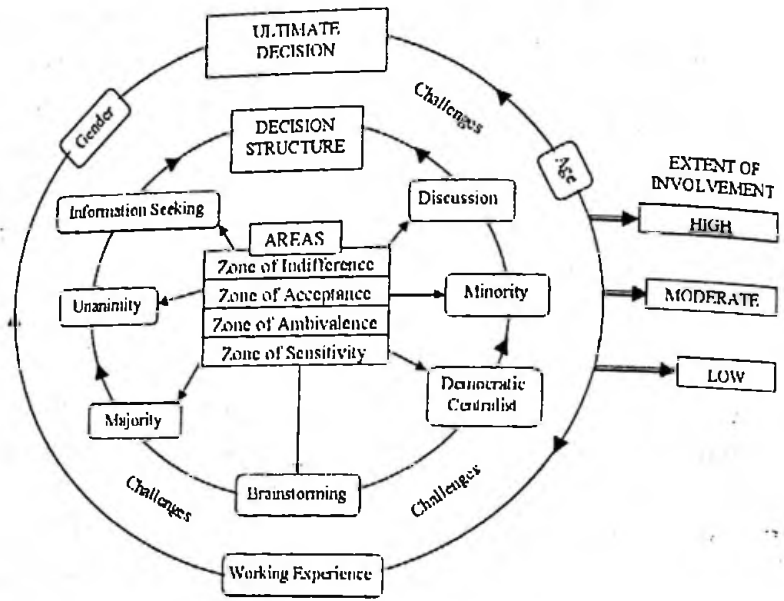 ULTIMATE
DECISION
Challenges
Gender
DECISION
STRUCTURE
Age
EXTENT OF
INVOLVEMENT
Information Seeking
Discussion
HIGH
AREAS
Zone of Indifference
Unanimity
Zone of Acceptance
Minority
MODERATE
Zone of Ambivalence
Zone of Sensitivity
Democratic
Centralist
LOW
Majority
Challenges
Brainstorming
Challenges
Working Experience